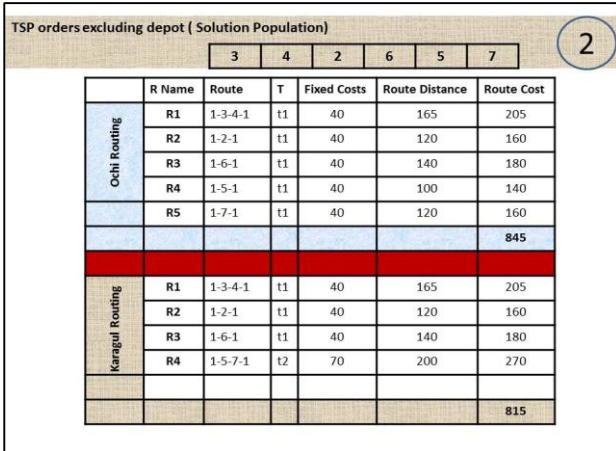 TSP orders excluding depot ( Solution Population)
2
3 4 2 6 5 7
R Name Route T Fixed Costs Route Distance Route Cost
Ochi Routing
R1 1-3-4-1 t1 40 165 205
R2 1-2-1 t1 40 120 160
R3 1-6-1 t1 40 140 180
R4 1-5-1 t1 40 100 140
R5 1-7-1 t1 40 120 160
845
Karagul Routing
R1 1-3-4-1 t1 40 165 205
R2 1-2-1 t1 40 120 160
R3 1-6-1 t1 40 140 180
R4 1-5-7-1 t2 70 200 270
815